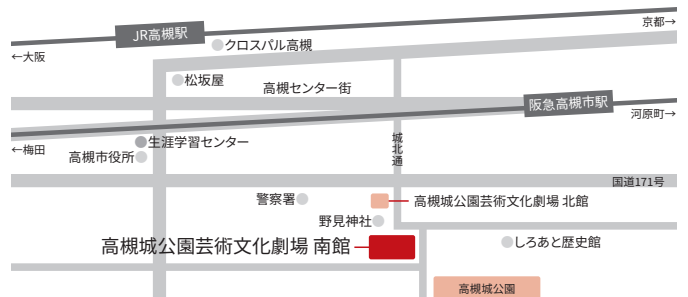 京都→
JR高槻駅
クロスパル高槻
←大阪
松坂屋
高槻センター街
阪急高槻市駅
河原町→
生涯学習センター
←梅田
高槻市役所
城北通
国道171号
警察署
高槻城公園芸術文化劇場 北館
野見神社
高槻城公園芸術文化劇場 南館
しろあと歴史館
高槻城公園